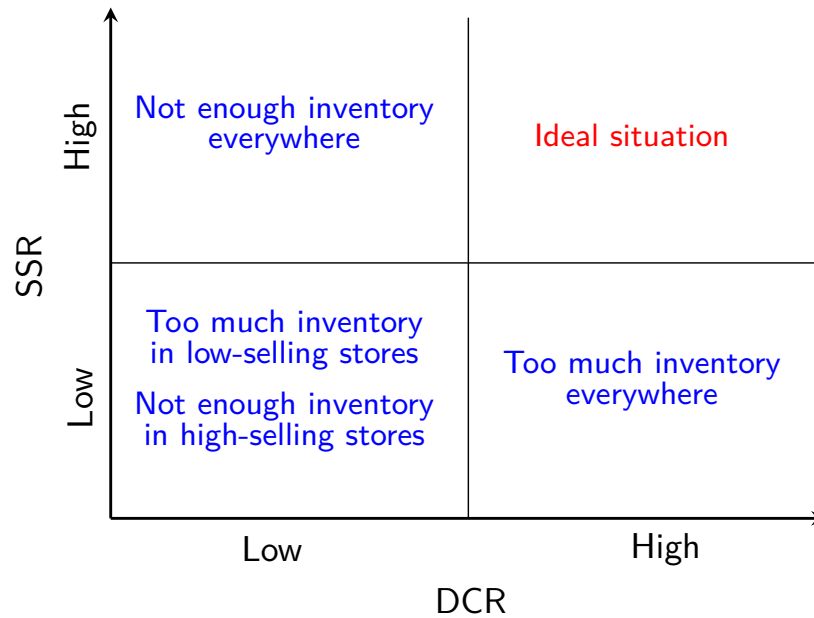 High
Not enough inventory
everywhere
Ideal situation
SSR
Low
Too much inventory
in low-selling stores
Not enough inventory
in high-selling stores
Too much inventory
everywhere
Low
High
DCR